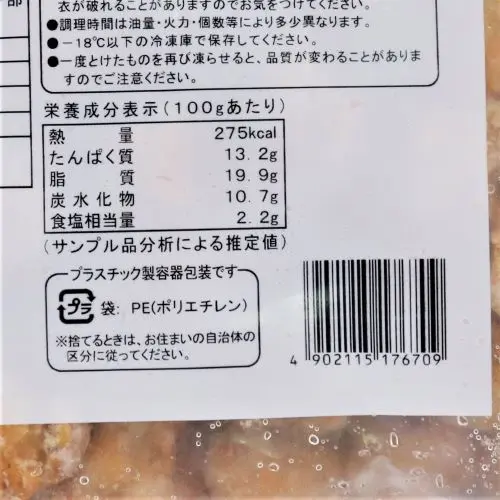 部
衣が破れることがありますのでお気をつけてください。
●調理時間は油量・火力・個数等により多少異なります。
●－18℃以下の冷凍庫で保存してください。
●一度とけたものを再び凍らせると、品質が変わることがありま
すのでご注意ください。
栄養成分表示(100gあたり)
熱量 275kcal
たんぱく質 13.2g
脂質 19.9g
炭水化物 10.7g
食塩相当量 2.2g
(サンプル品分析による推定値)
プラスチック製容器包装です
プラ 袋: PE(ポリエチレン)
※捨てるときは、お住まいの自治体の
区分に従ってください。
4 902115 176709